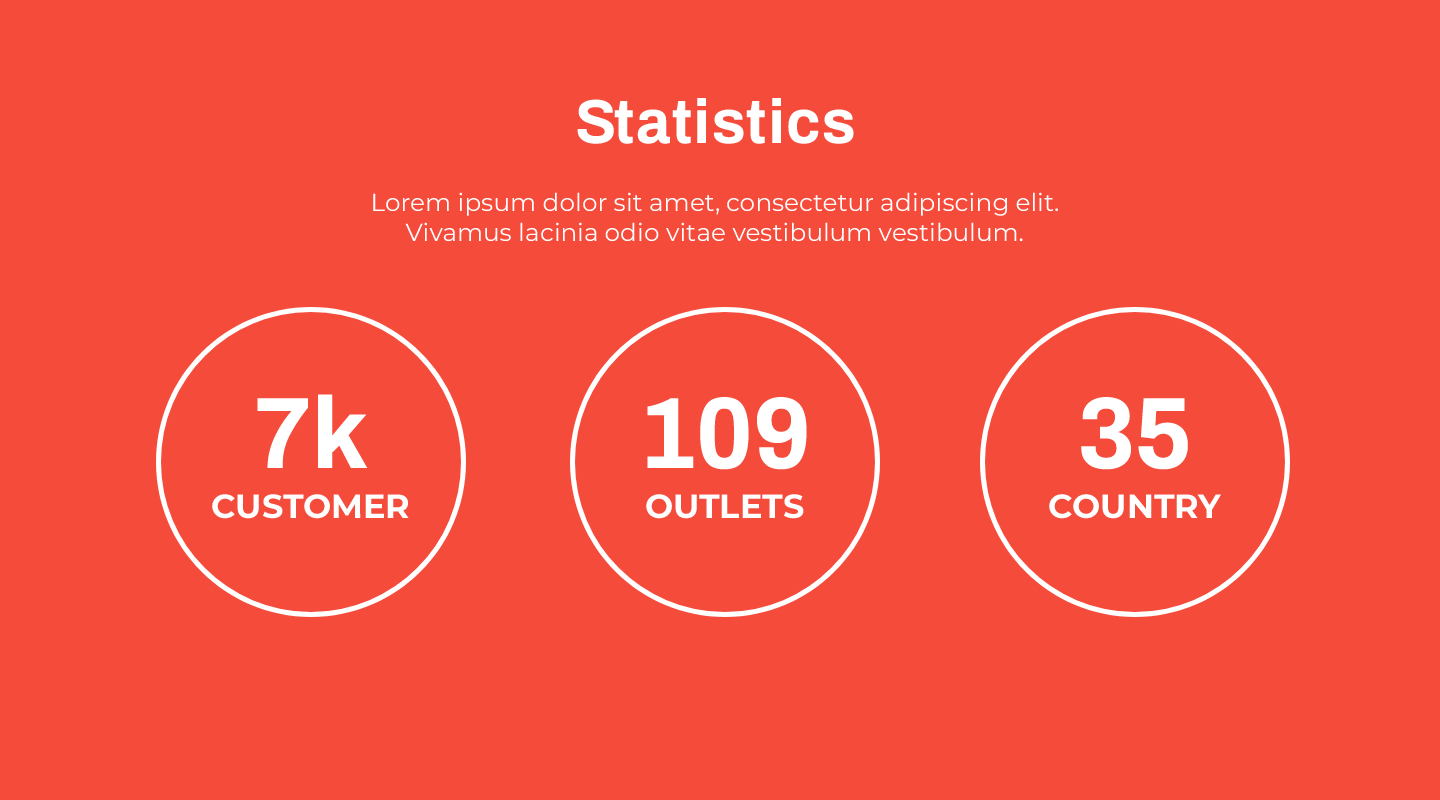 Statistics
Lorem ipsum dolor sit amet, consectetur adipiscing elit.
Vivamus lacinia odio vitae vestibulum vestibulum.
7k
CUSTOMER
109
OUTLETS
35
COUNTRY